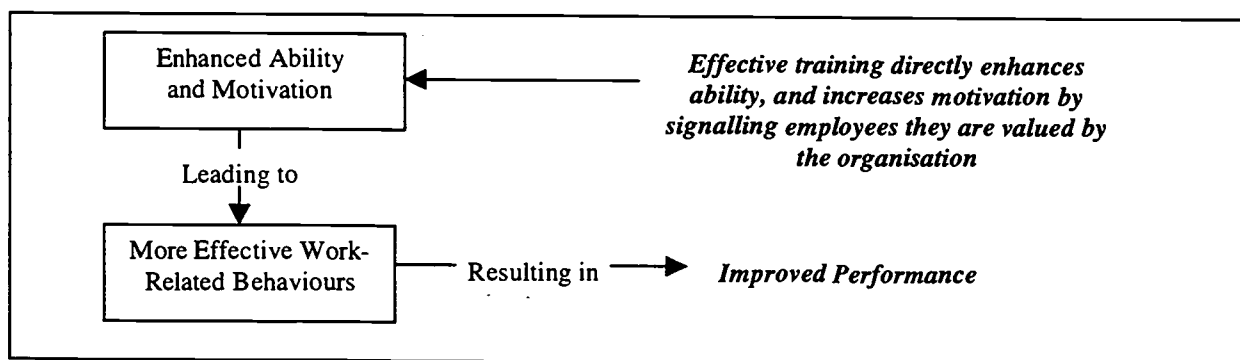 Enhanced Ability
and Motivation
Effective training directly enhances
ability, and increases motivation by
signalling employees they are valued by
the organisation
Leading to
More Effective Work-
Related Behaviours
Resulting in
Improved Performance